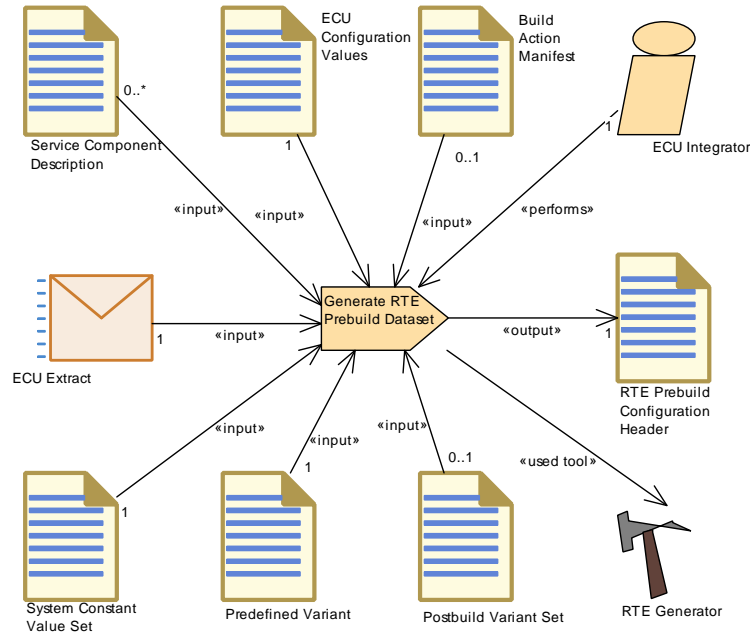 ECU
Configuration
Values
Build
Action
Manifest
0..*
Service Component
Description
1
0..1
1
ECU Integrator
«input»
«input»
«input»
«performs»
Generate RTE
Prebuild Dataset
1
«input»
«output»
1
ECU Extract
RTE Prebuild
Configuration
Header
«input»
«input»
«input»
«used tool»
1
1
0..1
System Constant
Value Set
Predefined Variant
Postbuild Variant Set
RTE Generator